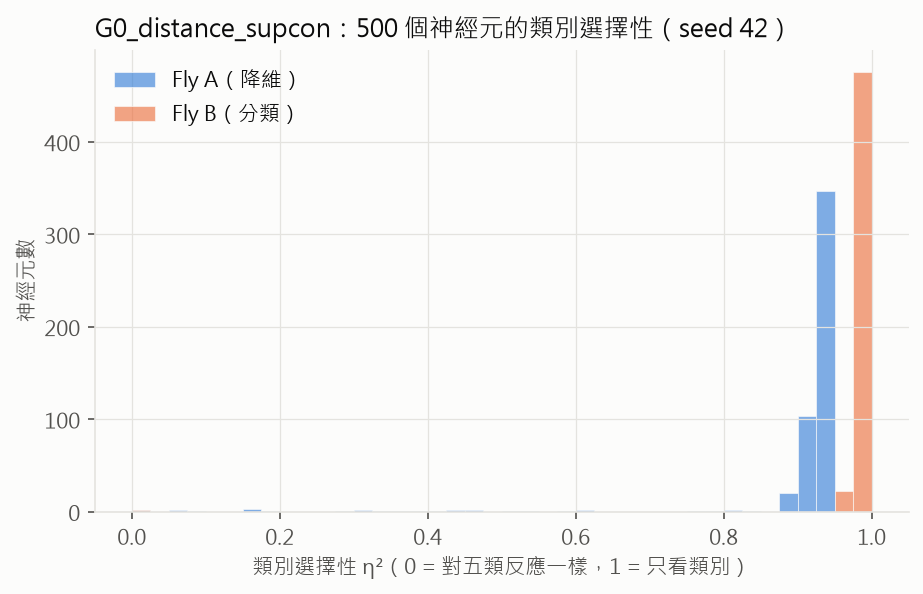 G0_distance_supcon：500 個神經元的類別選擇性（seed 42）
Fly A（降維）
Fly B（分類）
神經元數
400
300
200
100
0
0.0 0.2 0.4 0.6 0.8 1.0
類別選擇性 η²（0 = 對五類反應一樣，1 = 只看類別）